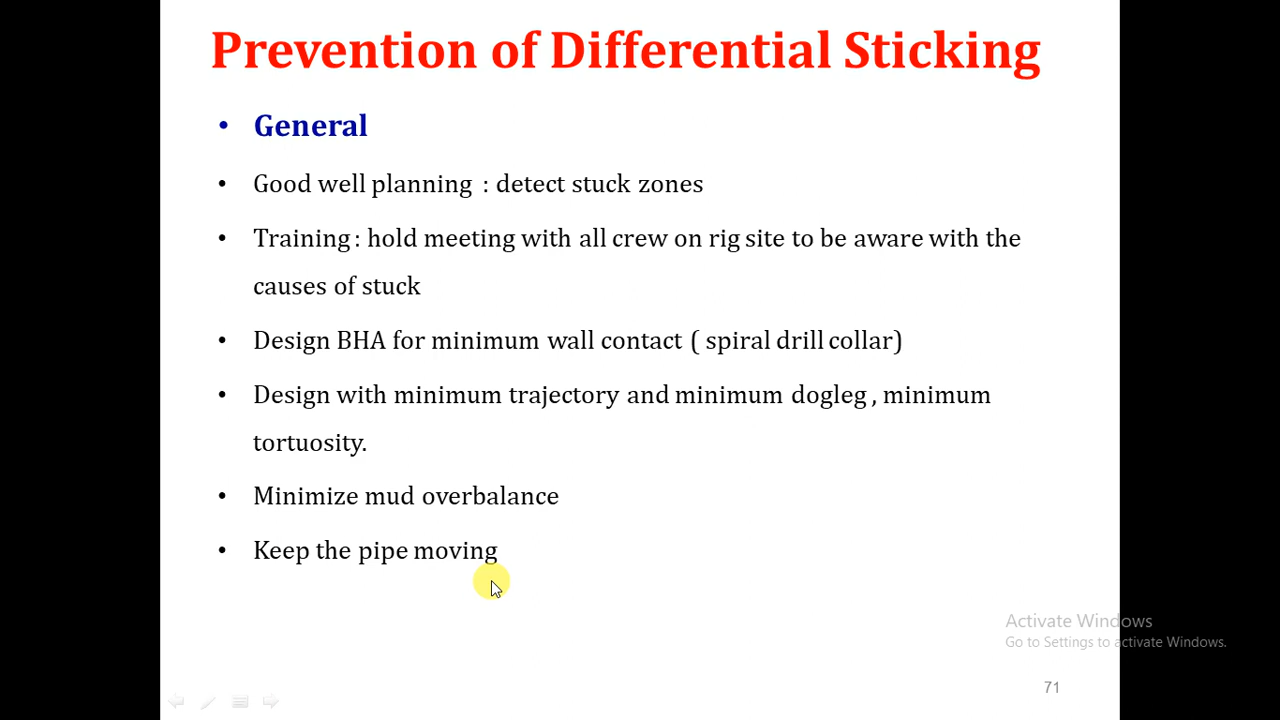 Prevention of Differential Sticking
• General
• Good well planning : detect stuck zones
• Training : hold meeting with all crew on rig site to be aware with the
causes of stuck
• Design BHA for minimum wall contact ( spiral drill collar)
• Design with minimum trajectory and minimum dogleg , minimum
tortuosity.
• Minimize mud overbalance
• Keep the pipe moving
Activate Windows
Go to Settings to activate Windows.
71